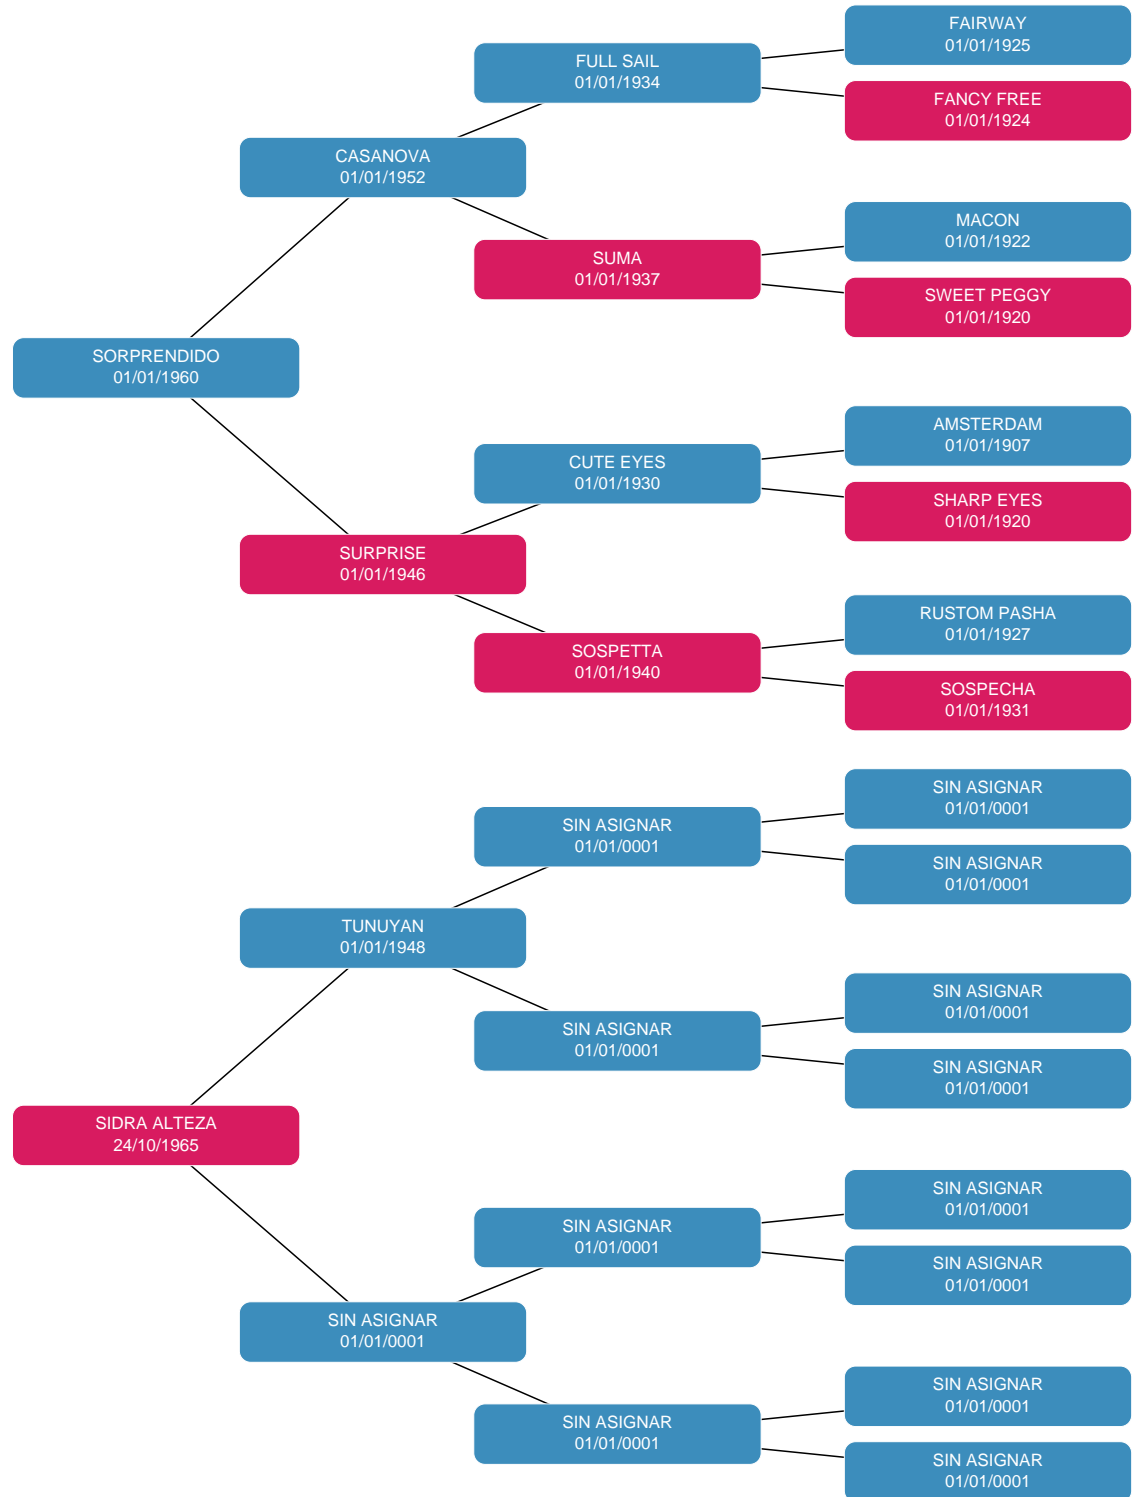 FAIRWAY
01/01/1925
FULL SAIL
01/01/1934
FANCY FREE
01/01/1924
CASANOVA
01/01/1952
MACON
01/01/1922
SUMA
01/01/1937
SWEET PEGGY
01/01/1920
SORPRENDIDO
01/01/1960
AMSTERDAM
01/01/1907
CUTE EYES
01/01/1930
SHARP EYES
01/01/1920
SURPRISE
01/01/1946
RUSTOM PASHA
01/01/1927
SOSPETTA
01/01/1940
SOSPECHA
01/01/1931
SIN ASIGNAR
01/01/0001
SIN ASIGNAR
01/01/0001
SIN ASIGNAR
01/01/0001
TUNUYAN
01/01/1948
SIN ASIGNAR
01/01/0001
SIN ASIGNAR
01/01/0001
SIN ASIGNAR
01/01/0001
SIDRA ALTEZA
24/10/1965
SIN ASIGNAR
01/01/0001
SIN ASIGNAR
01/01/0001
SIN ASIGNAR
01/01/0001
SIN ASIGNAR
01/01/0001
SIN ASIGNAR
01/01/0001
SIN ASIGNAR
01/01/0001
SIN ASIGNAR
01/01/0001